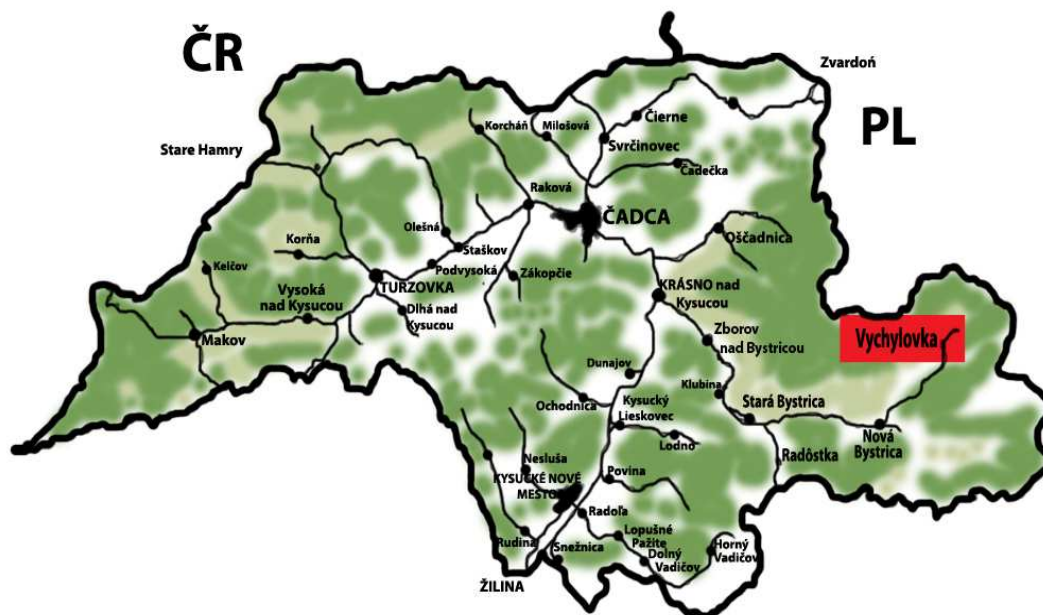 ČR
Zvardoň
PL
Korcháň
Milošová
Čierne
Svrčinovec
Stare Hamry
Čadečka
Raková
ČADCA
Olešná
Oščadnica
Korňa
Staškov
Kelčov
Podvysoká
Zákopčie
TURZOVKA
KRÁSNO nad
Kysucou
Vysoká
nad Kysucou
Dlhá nad
Kysucou
Makov
Zborov
nad Bystricou
Vychylovka
Dunajov
Klubina
Ochodnica
Kysucký
Lieskovec
Stará Bystrica
Lodno
Radôstka
Nová
Bystrica
Nesluša
KYSUCKÉ NOVÉ
MESTO
Povina
Radoľa
Rudina
Snežnica
Lopušné
Pažite
Dolný
Vadičov
Horný
Vadičov
ŽILINA